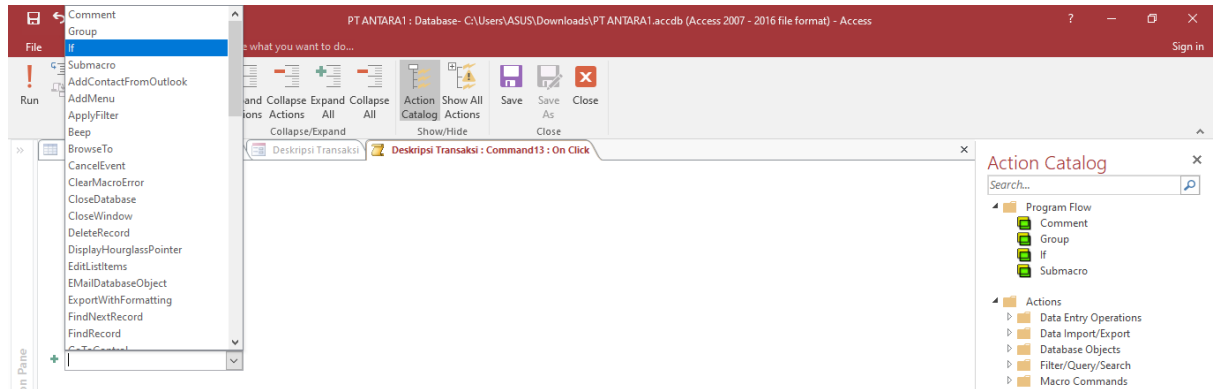 PT ANTARA1 : Database- C:\Users\ASUS\Downloads\PT ANTARA1.accdb (Access 2007 - 2016 file format) - Access
?
File
what you want to do...
Sign in
Comment
Group
If
Submacro
AddContactFromOutlook
AddMenu
ApplyFilter
Beep
BrowseTo
CancelEvent
ClearMacroError
CloseDatabase
CloseWindow
DeleteRecord
DisplayHourglassPointer
EditListItems
EMailDatabaseObject
ExportWithFormatting
FindNextRecord
FindRecord
GoToControl
Run
Collapse Expand Collapse
Actions All All
Collapse/Expand
Action Show All
Catalog Actions
Show/Hide
Save Save Close
As
Close
Deskripsi Transaksi
Deskripsi Transaksi : Command13 : On Click
Action Catalog
Search...
Program Flow
Comment
Group
If
Submacro
Actions
Data Entry Operations
Data Import/Export
Database Objects
Filter/Query/Search
Macro Commands
Pane